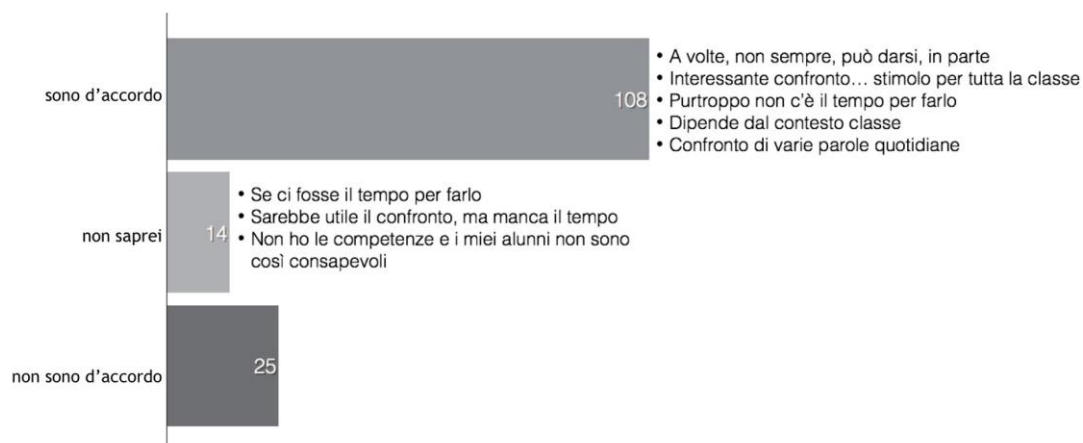 sono d'accordo
108
• A volte, non sempre, può darsi, in parte
• Interessante confronto… stimolo per tutta la classe
• Purtroppo non c'è il tempo per farlo
• Dipende dal contesto classe
• Confronto di varie parole quotidiane
non saprei
14
• Se ci fosse il tempo per farlo
• Sarebbe utile il confronto, ma manca il tempo
• Non ho le competenze e i miei alunni non sono
così consapevoli
non sono d'accordo
25